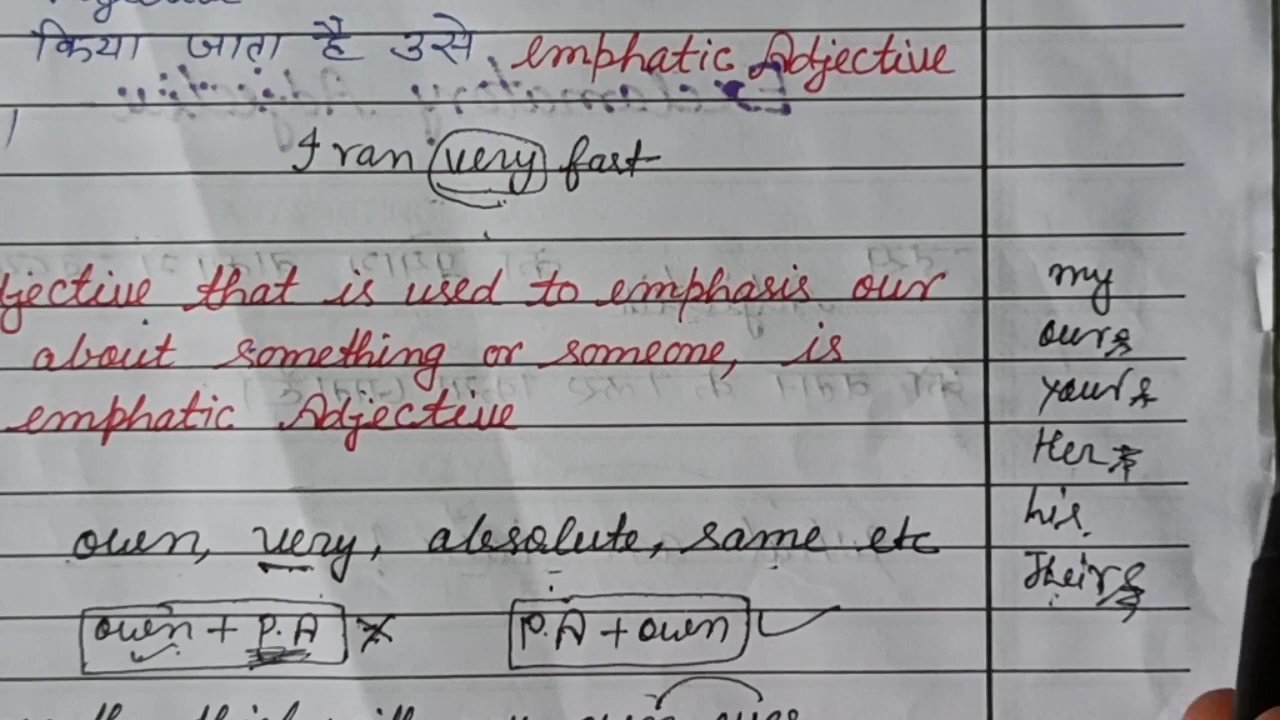 किया जाता है उसे emphatic Adjective
I ran very fast
jective that is used to emphasis our
about something or someone, is
emphatic Adjective
own, very, absolute, same etc
own + P.A × P.A + own ✓
my
ours
yours
Hers
his
Theirs